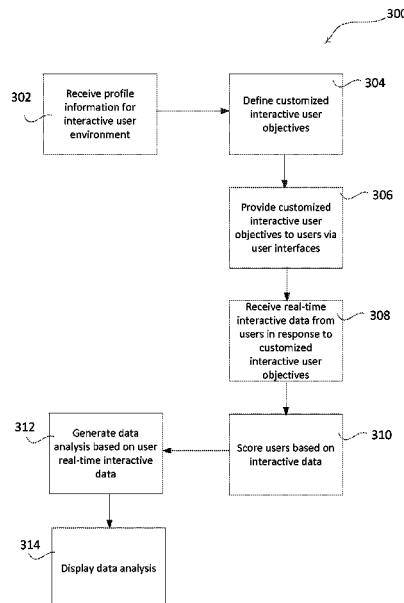 300
302
Receive profile
information for
interactive user
environment
304
Define customized
interactive user
objectives
306
Provide customized
interactive user
objectives to users via
user interfaces
308
Receive real-time
interactive data from
users in response to
customized
interactive user
objectives
310
Score users based on
interactive data
312
Generate data
analysis based on user
real-time interactive
data
314
Display data analysis